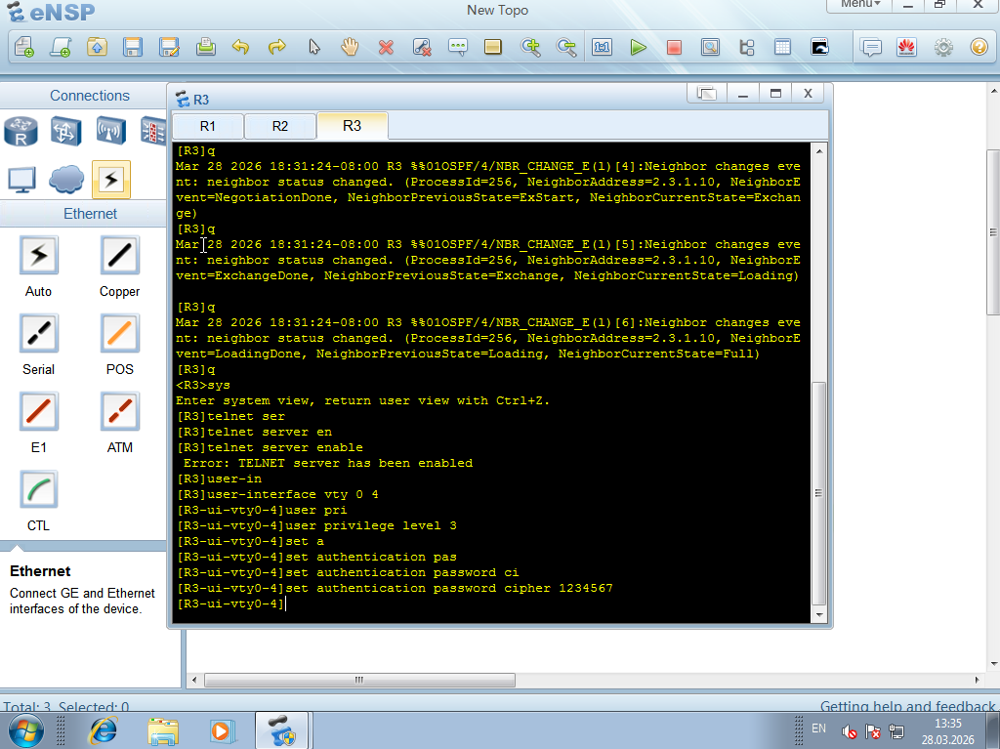 eNSP
New Topo
Menu
Connections
R
Ethernet
Auto
Copper
Serial
POS
E1
ATM
CTL
Ethernet
Connect GE and Ethernet
interfaces of the device.
R3
R1
R2
R3
[R3]q
Mar 28 2026 18:31:24-08:00 R3 %%01OSPF/4/NBR_CHANGE_E(l)[4]:Neighbor changes eve
nt: neighbor status changed. (ProcessId=256, NeighborAddress=2.3.1.10, NeighborE
vent=NegotiationDone, NeighborPreviousState=ExStart, NeighborCurrentState=Exchan
ge)
[R3]q
Mar 28 2026 18:31:24-08:00 R3 %%01OSPF/4/NBR_CHANGE_E(l)[5]:Neighbor changes eve
nt: neighbor status changed. (ProcessId=256, NeighborAddress=2.3.1.10, NeighborE
vent=ExchangeDone, NeighborPreviousState=Exchange, NeighborCurrentState=Loading)
[R3]q
Mar 28 2026 18:31:24-08:00 R3 %%01OSPF/4/NBR_CHANGE_E(l)[6]:Neighbor changes eve
nt: neighbor status changed. (ProcessId=256, NeighborAddress=2.3.1.10, NeighborE
vent=LoadingDone, NeighborPreviousState=Loading, NeighborCurrentState=Full)
[R3]q
<R3>sys
Enter system view, return user view with Ctrl+Z.
[R3]telnet ser
[R3]telnet server en
[R3]telnet server enable
 Error: TELNET server has been enabled
[R3]user-in
[R3]user-interface vty 0 4
[R3-ui-vty0-4]user pri
[R3-ui-vty0-4]user privilege level 3
[R3-ui-vty0-4]set a
[R3-ui-vty0-4]set authentication pas
[R3-ui-vty0-4]set authentication password ci
[R3-ui-vty0-4]set authentication password cipher 1234567
[R3-ui-vty0-4]
Total: 3 Selected: 0
Getting help and feedback
EN
13:35
28.03.2026